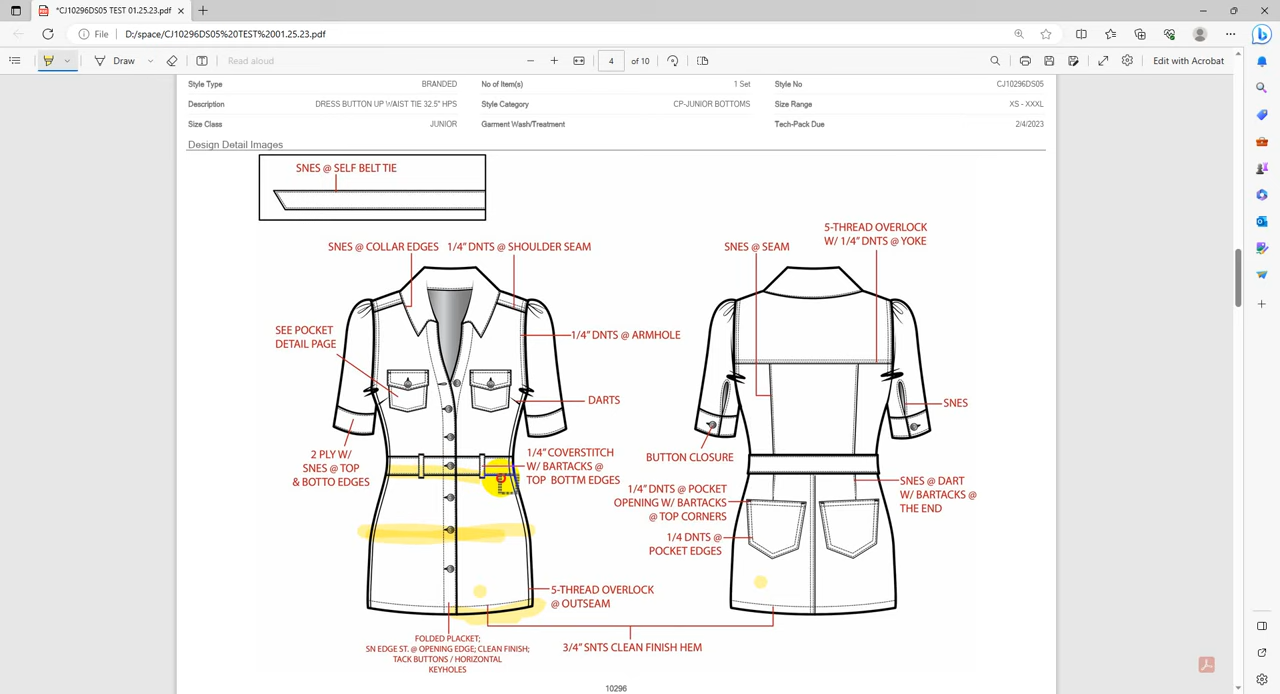 *CJ10296DS05 TEST 01.25.23.pdf
File
D:/space/CJ10296DS05%20TEST%2001.25.23.pdf
Draw
Read aloud
4
of 10
Edit with Acrobat
Style Type
BRANDED
No of Item(s)
1 Set
Style No
CJ10296DS05
Description
DRESS BUTTON UP WAIST TIE 32.5" HPS
Style Category
CP-JUNIOR BOTTOMS
Size Range
XS - XXXL
Size Class
JUNIOR
Garment Wash/Treatment
Tech-Pack Due
2/4/2023
Design Detail Images
SNES @ SELF BELT TIE
SNES @ COLLAR EDGES
1/4" DNTS @ SHOULDER SEAM
SNES @ SEAM
5-THREAD OVERLOCK
W/ 1/4" DNTS @ YOKE
SEE POCKET
DETAIL PAGE
1/4" DNTS @ ARMHOLE
DARTS
SNES
2 PLY W/
SNES @ TOP
& BOTTO EDGES
1/4" COVERSTITCH
W/ BARTACKS @
TOP BOTTM EDGES
BUTTON CLOSURE
1/4" DNTS @ POCKET
OPENING W/ BARTACKS
@ TOP CORNERS
SNES @ DART
W/ BARTACKS @
THE END
1/4 DNTS @
POCKET EDGES
5-THREAD OVERLOCK
@ OUTSEAM
FOLDED PLACKET;
SN EDGE ST. @ OPENING EDGE; CLEAN FINISH;
TACK BUTTONS / HORIZONTAL
KEYHOLES
3/4" SNTS CLEAN FINISH HEM
10296